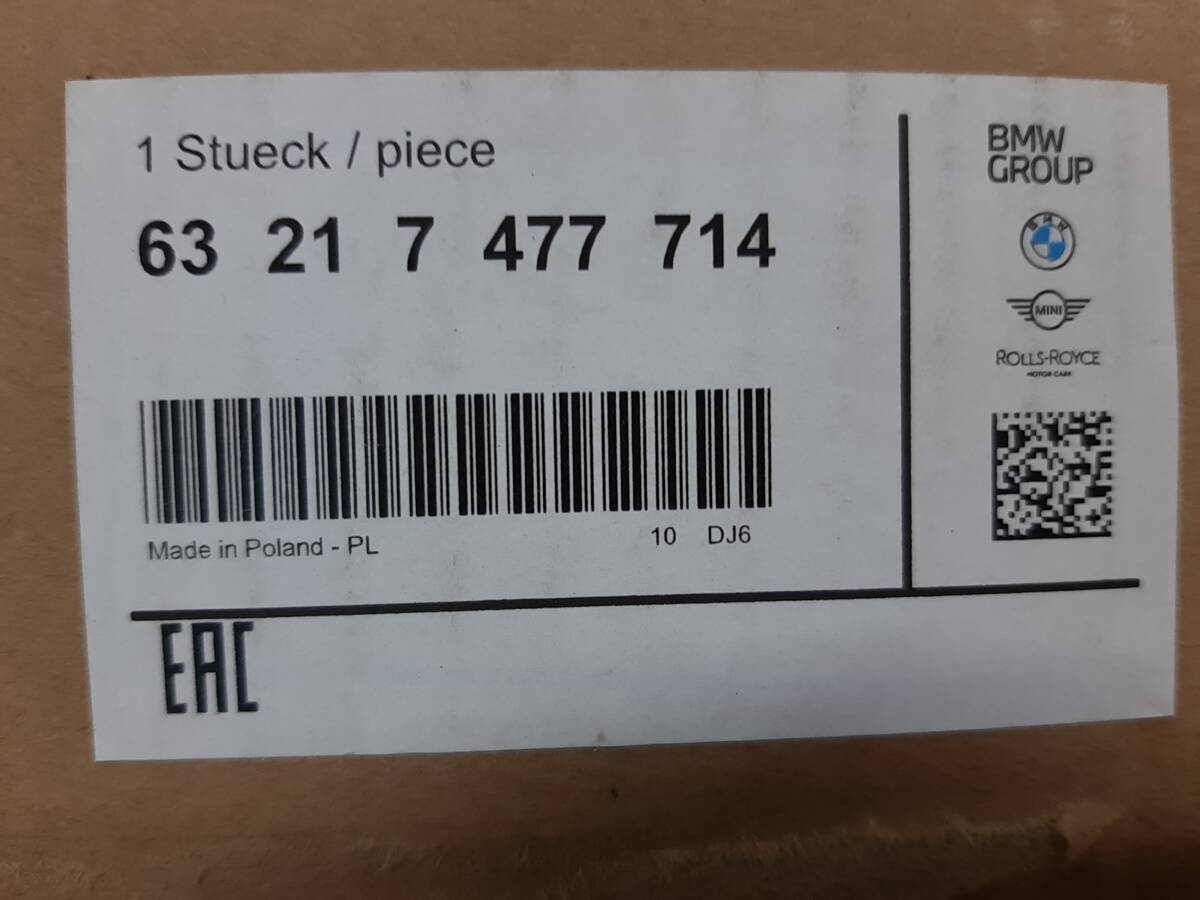 1 Stueck / piece
63 21 7 477 714
Made in Poland - PL
10 DJ6
EAC
BMW
GROUP
BMW
MINI
ROLLS-ROYCE
MOTOR CARS